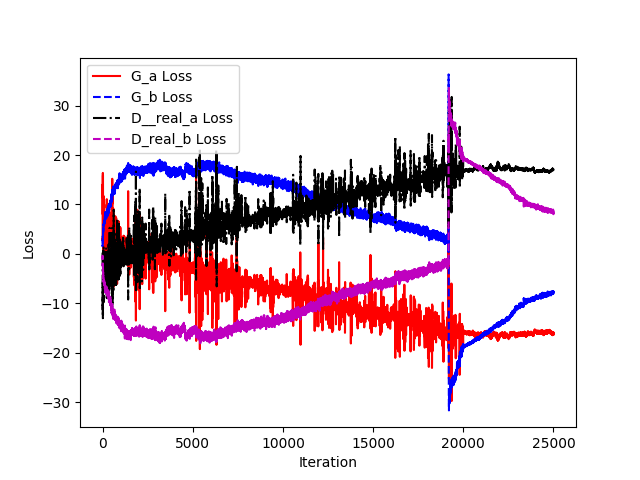 G_a Loss
G_b Loss
D__real_a Loss
D_real_b Loss
Loss
30
20
10
0
−10
−20
−30
0 5000 10000 15000 20000 25000
Iteration